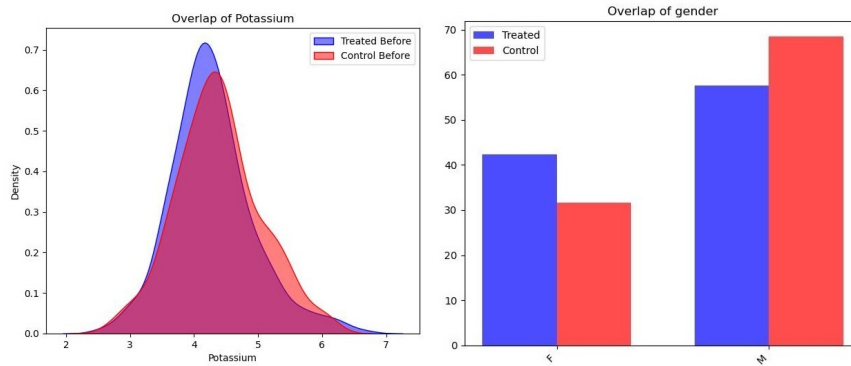 Overlap of Potassium
Treated Before
Control Before
0.7
0.6
0.5
0.4
0.3
0.2
0.1
0.0
Density
2 3 4 5 6 7
Potassium
Overlap of gender
Treated
Control
70
60
50
40
30
20
10
0
F M